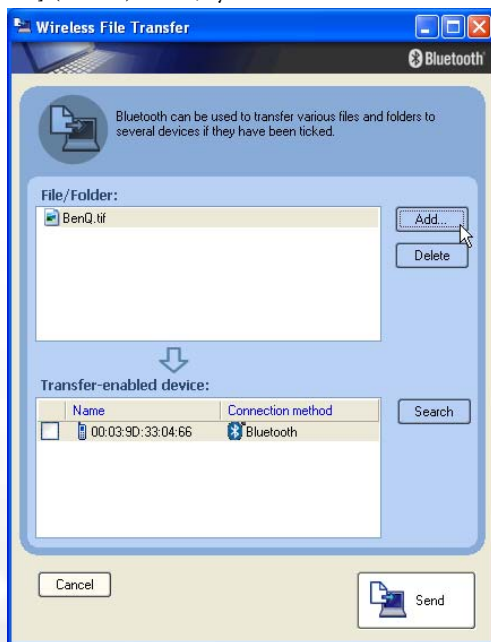 Wireless File Transfer
Bluetooth
Bluetooth can be used to transfer various files and folders to
several devices if they have been ticked.
File/Folder:
BenQ.tif
Add...
Delete
Transfer-enabled device:
Name Connection method
Search
00:03:9D:33:04:66 Bluetooth
Cancel
Send